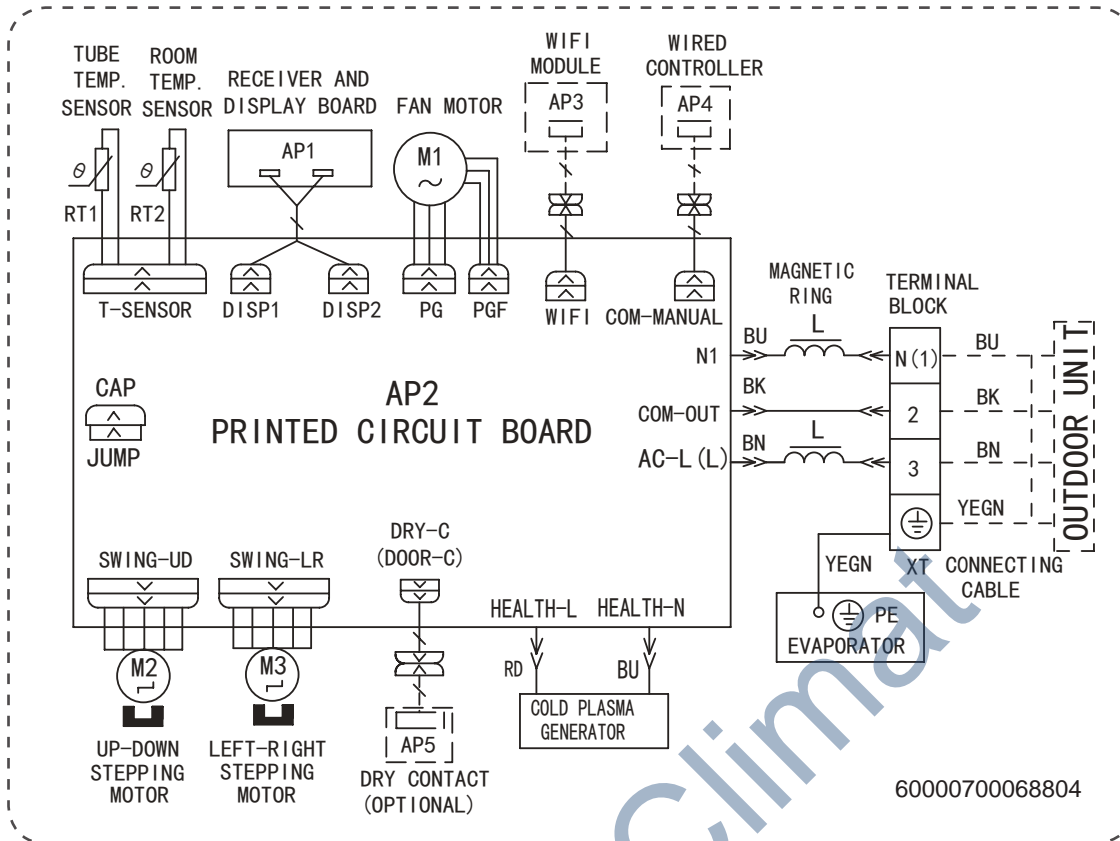 TUBE
TEMP.
SENSOR
ROOM
TEMP.
SENSOR
RECEIVER AND
DISPLAY BOARD
FAN MOTOR
WIFI
MODULE
WIRED
CONTROLLER
AP1
M1
AP3
AP4
θ
θ
RT1
RT2
T-SENSOR
DISP1
DISP2
PG
PGF
WIFI
COM-MANUAL
MAGNETIC
RING
TERMINAL
BLOCK
N1
BU
L
N(1)
BU
CAP
JUMP
AP2
PRINTED CIRCUIT BOARD
COM-OUT
BK
2
BK
AC-L(L)
BN
L
3
BN
YEGN
OUTDOOR UNIT
YEGN
XT
CONNECTING
CABLE
PE
EVAPORATOR
SWING-UD
SWING-LR
DRY-C
(DOOR-C)
HEALTH-L
HEALTH-N
M2
M3
RD
BU
COLD PLASMA
GENERATOR
AP5
UP-DOWN
STEPPING
MOTOR
LEFT-RIGHT
STEPPING
MOTOR
DRY CONTACT
(OPTIONAL)
60000700068804
Climat